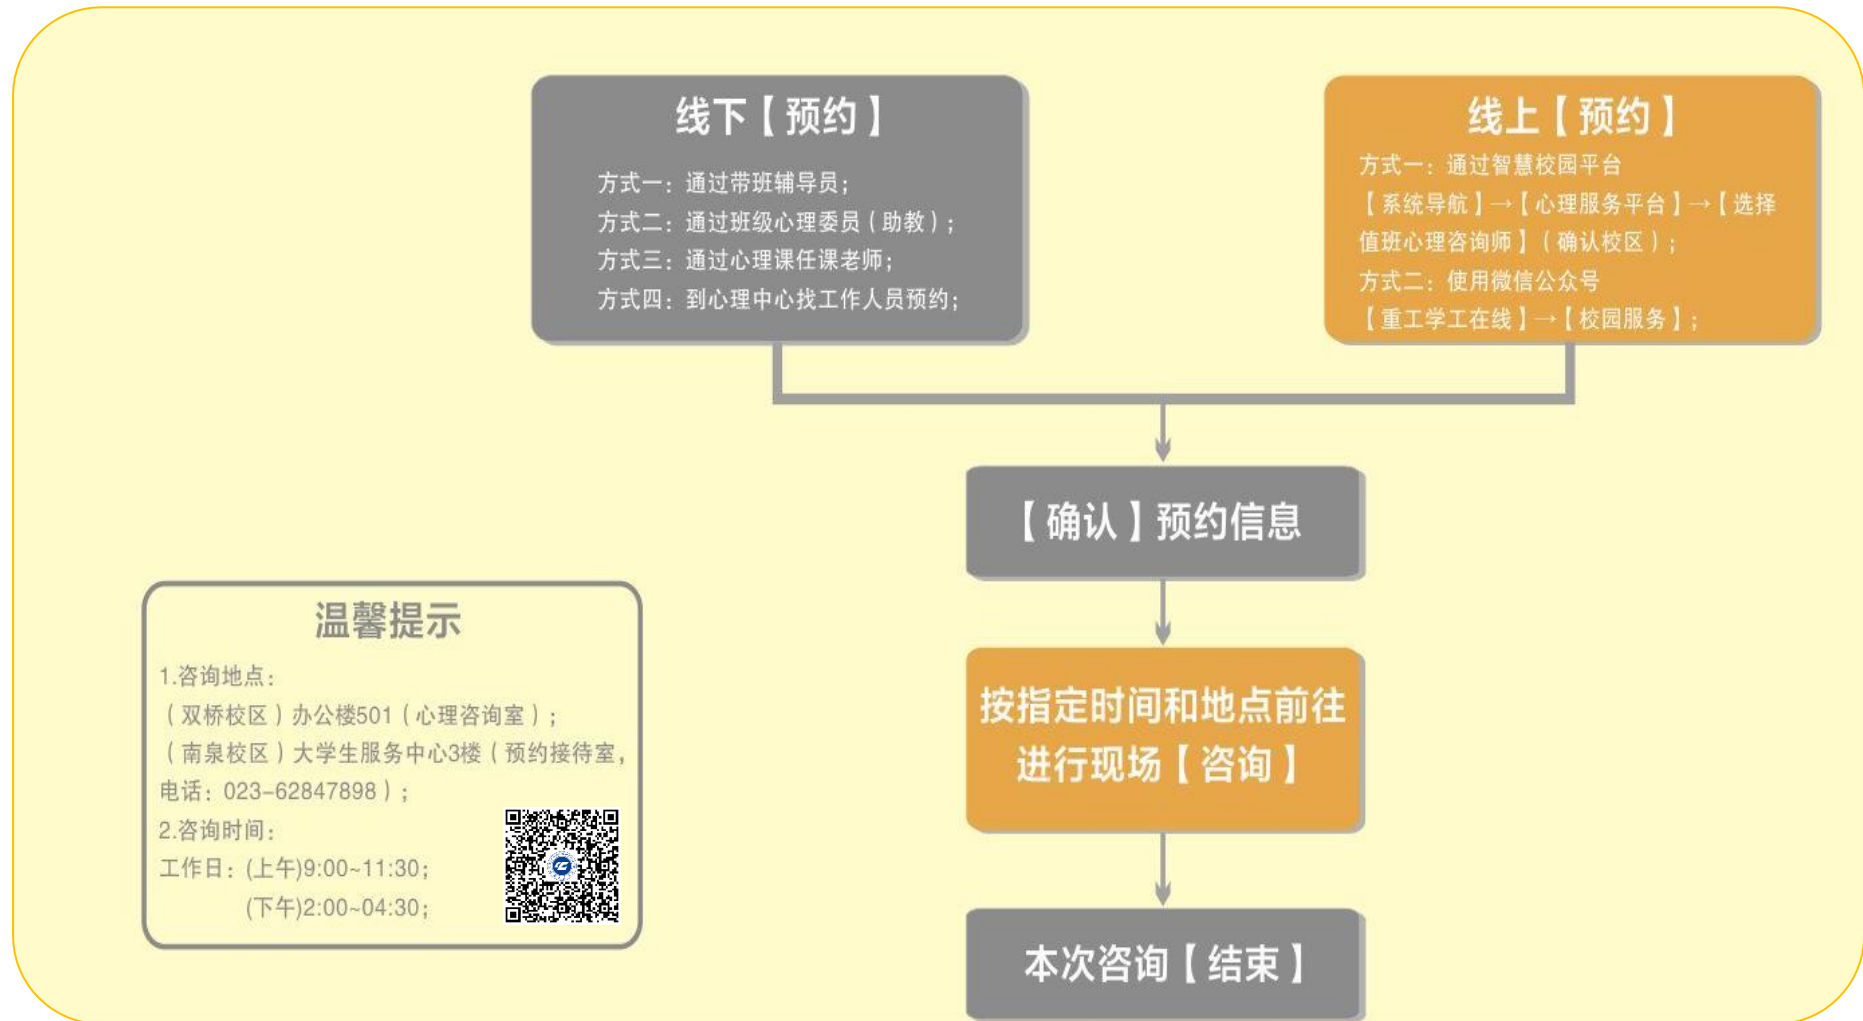 线下【预约】
方式一：通过带班辅导员；
方式二：通过班级心理委员（助教）；
方式三：通过心理课任课老师；
方式四：到心理中心找工作人员预约；
线上【预约】
方式一：通过智慧校园平台
【系统导航】→【心理服务平台】→【选择
值班心理咨询师】（确认校区）；
方式二：使用微信公众号
【重工学工在线】→【校园服务】；
【确认】预约信息
按指定时间和地点前往
进行现场【咨询】
本次咨询【结束】
温馨提示
1.咨询地点：
（双桥校区）办公楼501（心理咨询室）；
（南泉校区）大学生服务中心3楼（预约接待室，
电话：023-62847898）；
2.咨询时间：
工作日：(上午)9:00~11:30；
(下午)2:00~04:30；